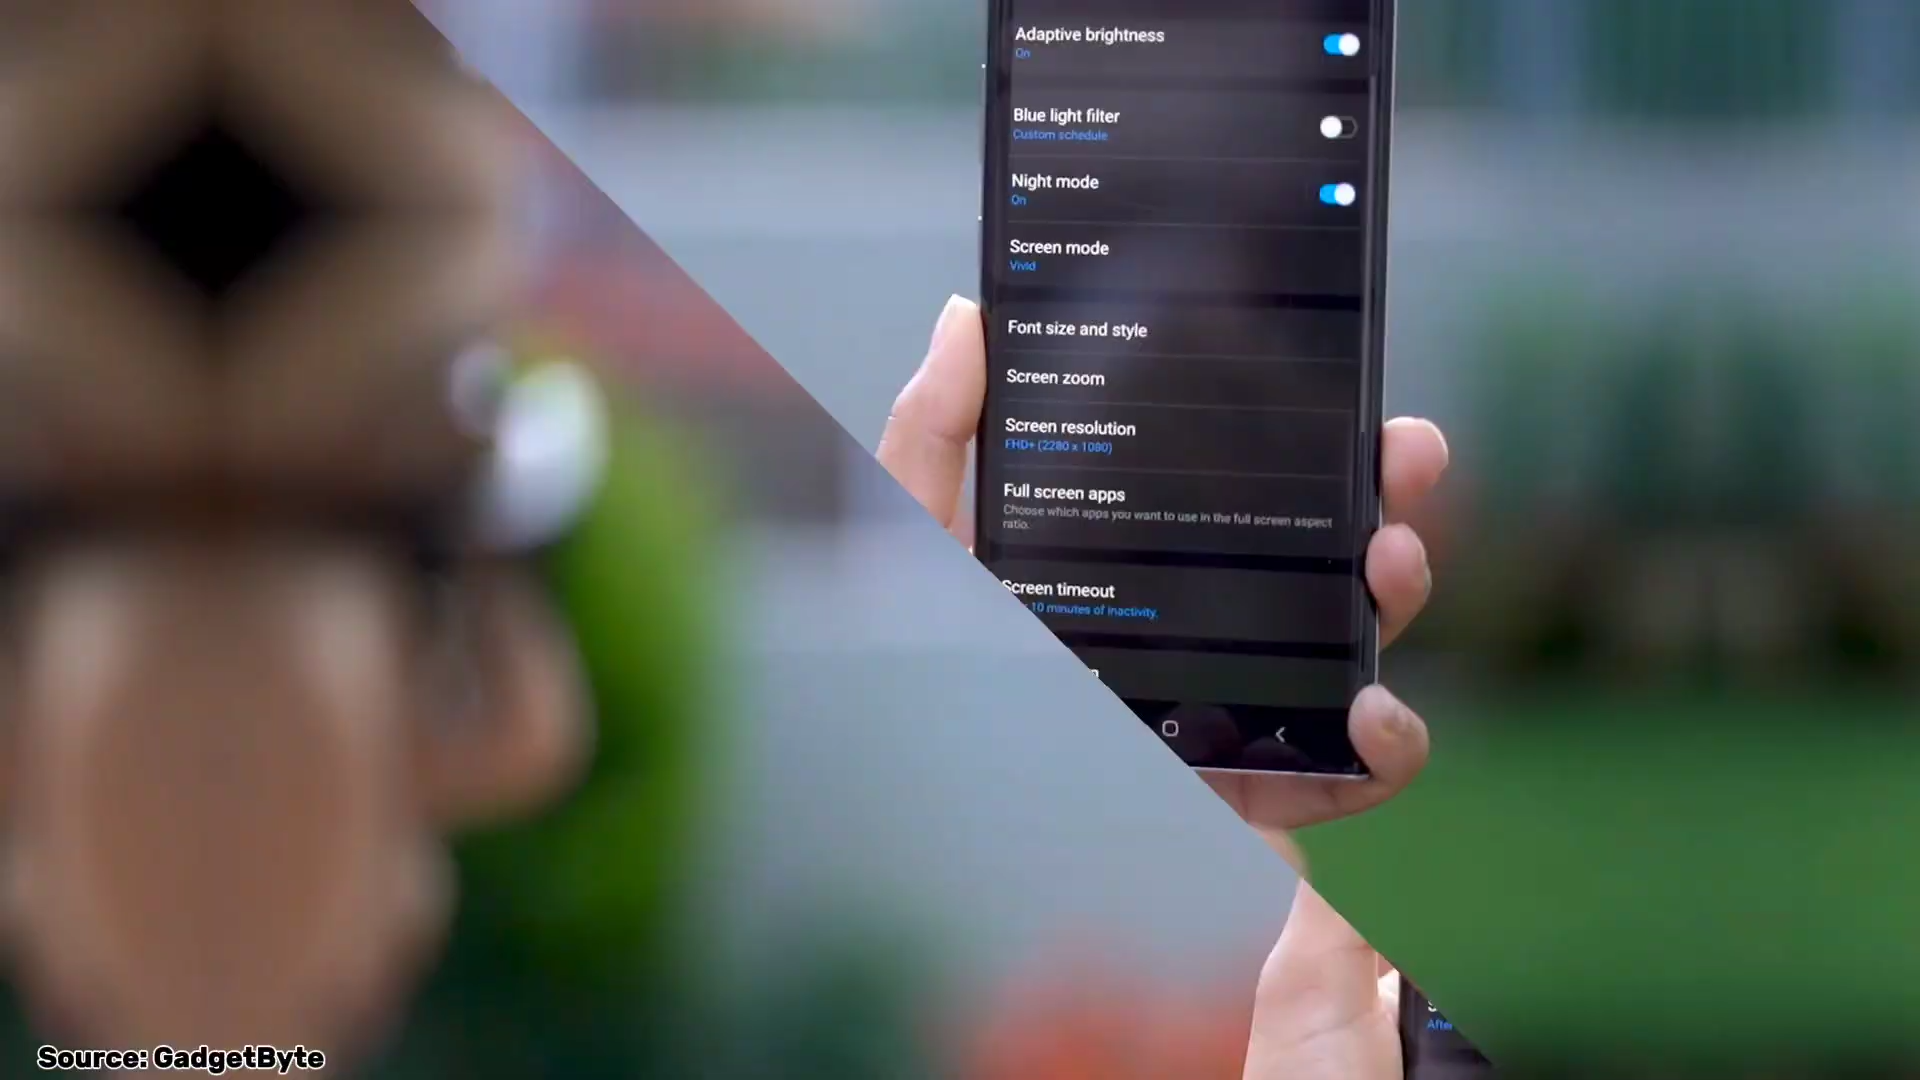 Adaptive brightness
On
Blue light filter
Custom schedule
Night mode
On
Screen mode
Vivid
Font size and style
Screen zoom
Screen resolution
FHD+ (2280 x 1080)
Full screen apps
Choose which apps you want to use in the full screen aspect
ratio.
Screen timeout
10 minutes of inactivity.
After
Source: GadgetByte